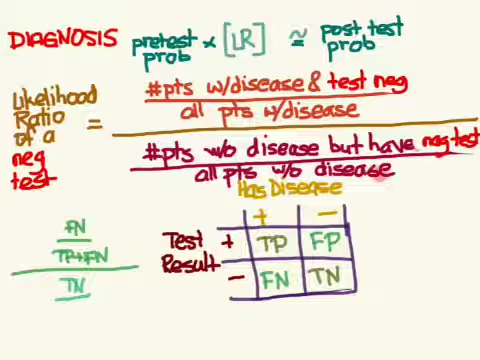 DIAGNOSIS pretest prob x [LR] ≅ post test prob
Likelihood Ratio of a neg test =
#pts w/disease & test neg
all pts w/disease
#pts w/o disease but have neg test
all pts w/o disease
Has Disease
+ −
Test Result
+ TP FP
− FN TN
FN
TP+FN
TN